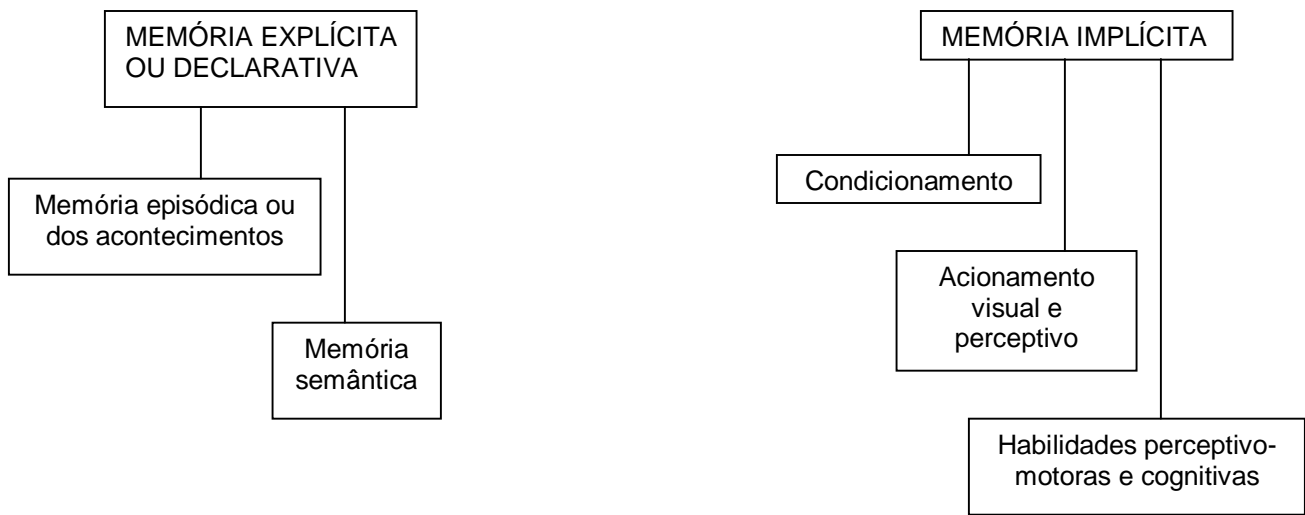 MEMÓRIA EXPLÍCITA
OU DECLARATIVA
Memória episódica ou
dos acontecimentos
Memória
semântica
MEMÓRIA IMPLÍCITA
Condicionamento
Acionamento
visual e
perceptivo
Habilidades perceptivo-
motoras e cognitivas